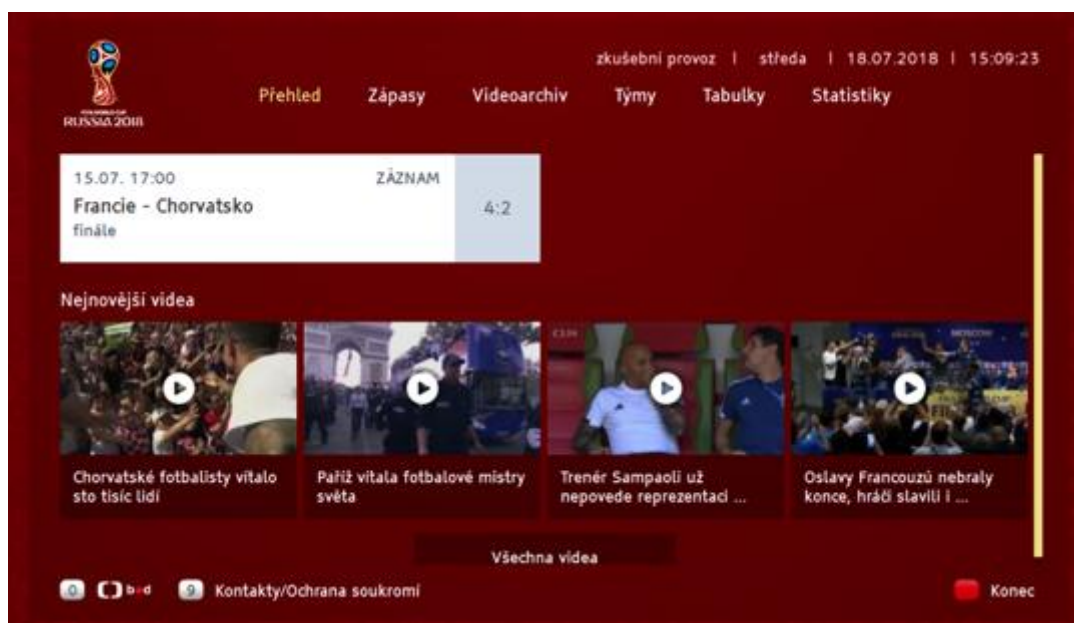 zkušební provoz | středa | 18.07.2018 | 15:09:23
RUSSIA 2018
Přehled Zápasy Videoarchiv Týmy Tabulky Statistiky
15.07. 17:00 ZÁZNAM
Francie - Chorvatsko
finále
4:2
Nejnovější videa
Chorvatské fotbalisty vítalo
sto tisíc lidí
Paříž vítala fotbalové mistry
světa
Trenér Sampaoli už
nepovede reprezentaci ...
Oslavy Francouzů nebraly
konce, hráči slavili i ...
Všechna videa
0 9 Kontakty/Ochrana soukromí Konec